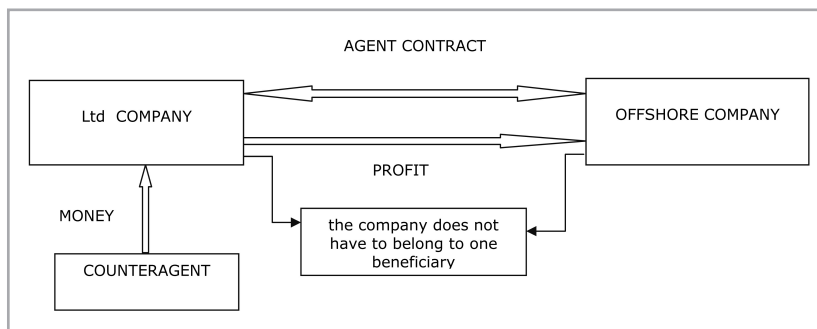 AGENT CONTRACT
Ltd COMPANY
OFFSHORE COMPANY
PROFIT
MONEY
the company does not
have to belong to one
beneficiary
COUNTERAGENT